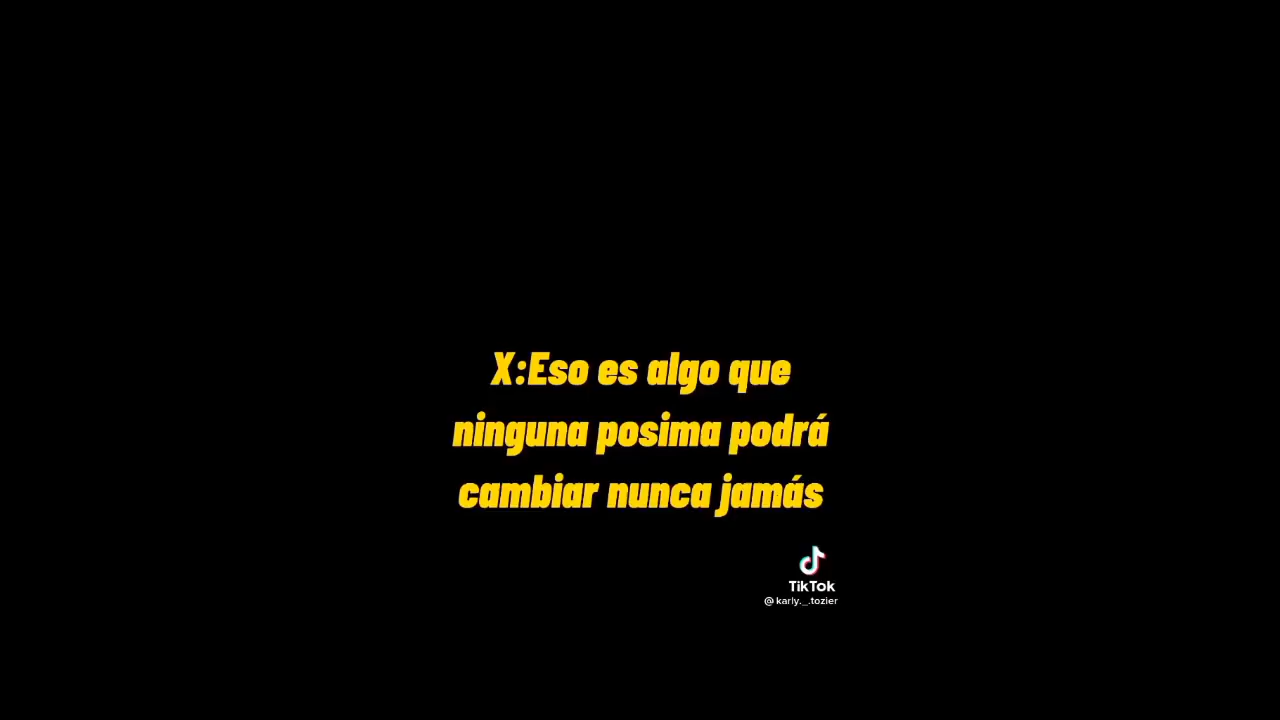 X:Eso es algo que
ninguna posima podrá
cambiar nunca jamás
TikTok
@karly._.tozier